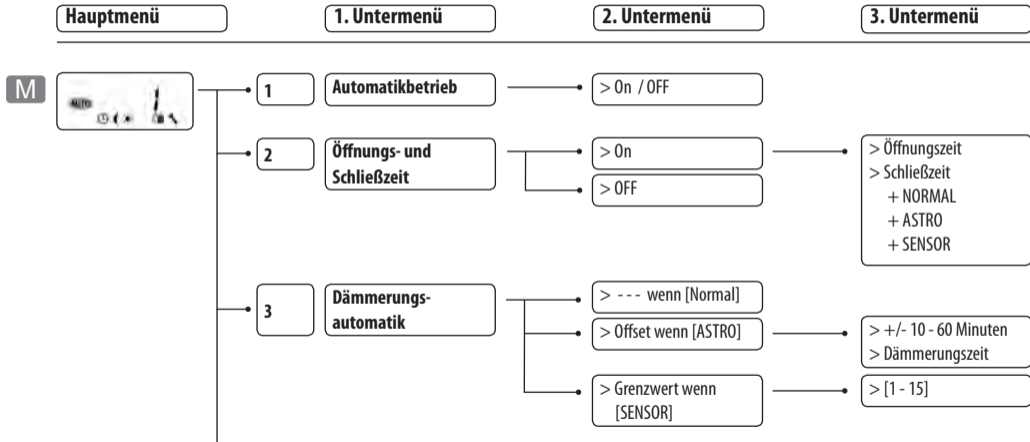 Hauptmenü
1. Untermenü
2. Untermenü
3. Untermenü
M
AUTO
1
1
Automatikbetrieb
> On / OFF
2
Öffnungs- und
Schließzeit
> On
> OFF
> Öffnungszeit
> Schließzeit
+ NORMAL
+ ASTRO
+ SENSOR
3
Dämmerungs-
automatik
> --- wenn [Normal]
> Offset wenn [ASTRO]
> +/- 10 - 60 Minuten
> Dämmerungszeit
> Grenzwert wenn
[SENSOR]
> [1 - 15]